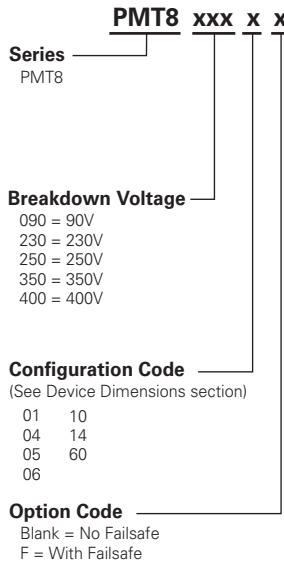 PMT8 xxx x x
Series
PMT8
Breakdown Voltage
090 = 90V
230 = 230V
250 = 250V
350 = 350V
400 = 400V
Configuration Code
(See Device Dimensions section)
01 10
04 14
05 60
06
Option Code
Blank = No Failsafe
F = With Failsafe